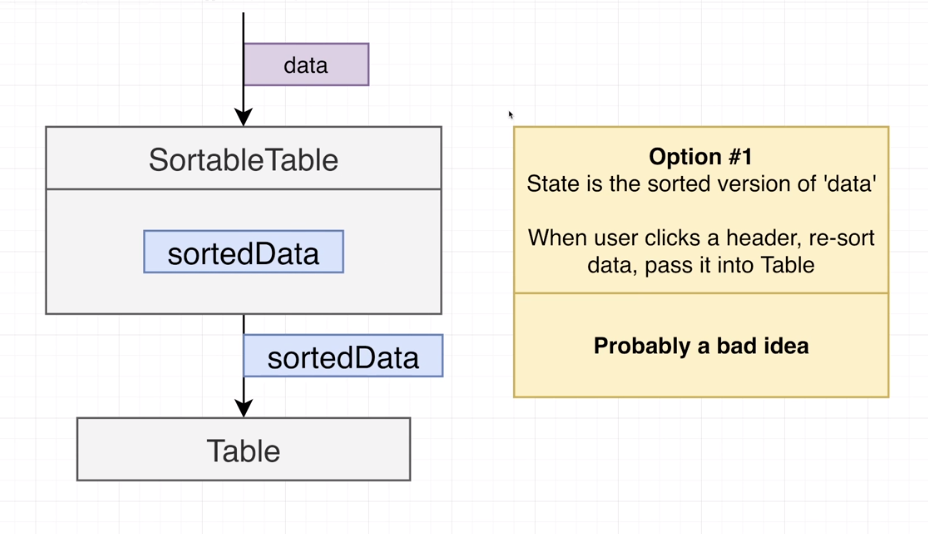 data
SortableTable
sortedData
sortedData
Table
Option #1
State is the sorted version of 'data'
When user clicks a header, re-sort
data, pass it into Table
Probably a bad idea